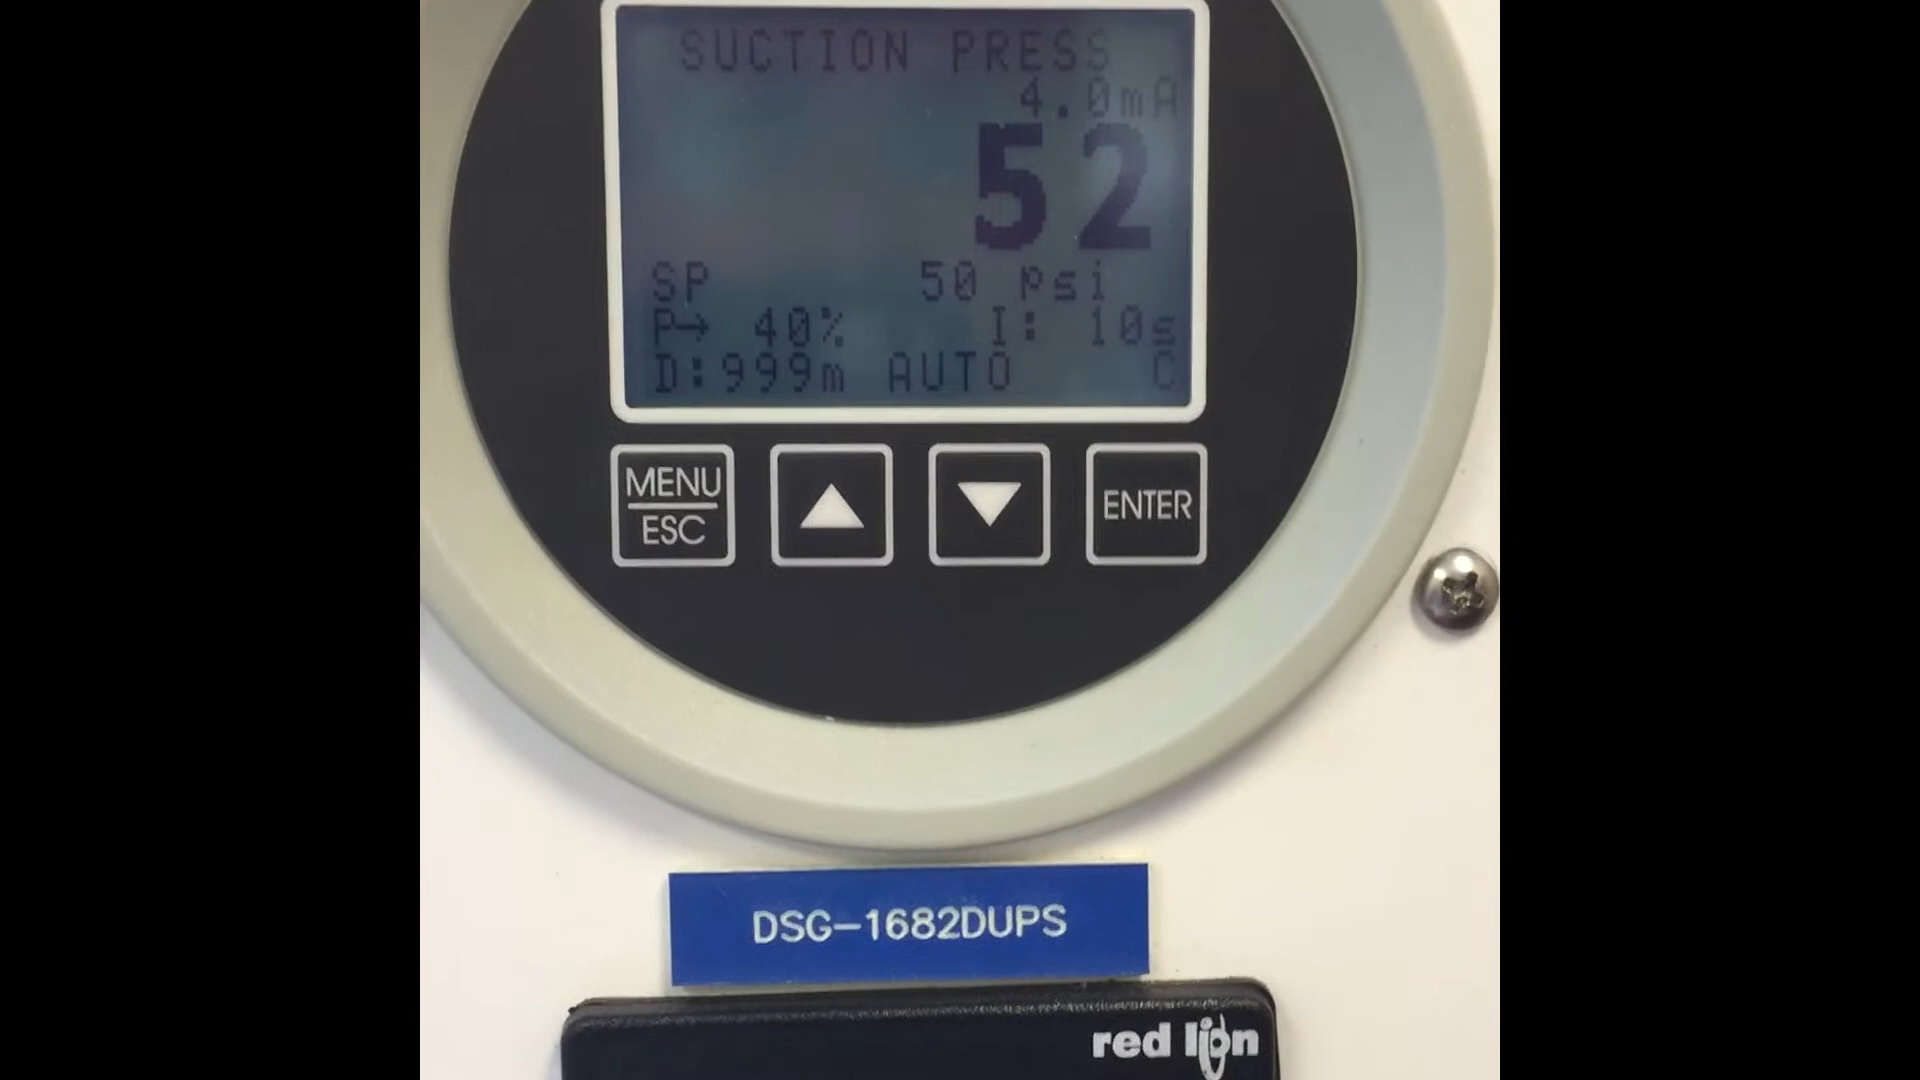 SUCTION PRESS
4.0mA
52
SP 50 psi
P→ 40% I: 10s
D:999m AUTO C
MENU
ESC
ENTER
DSG-1682DUPS
red lion